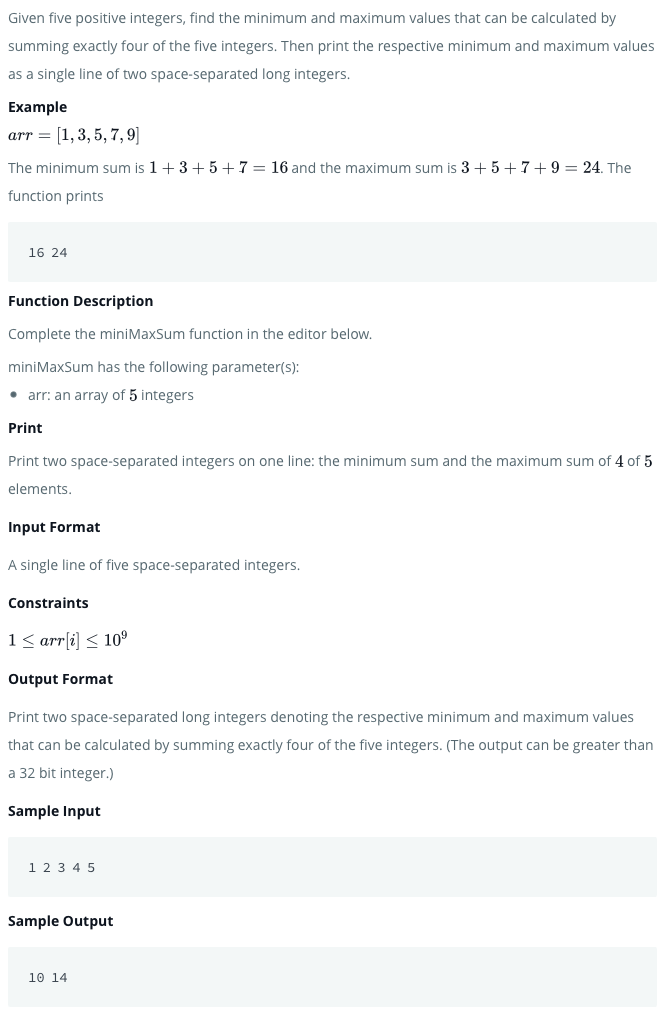 Given five positive integers, find the minimum and maximum values that can be calculated by
summing exactly four of the five integers. Then print the respective minimum and maximum values
as a single line of two space-separated long integers.
Example
arr = [1, 3, 5, 7, 9]
The minimum sum is 1 + 3 + 5 + 7 = 16 and the maximum sum is 3 + 5 + 7 + 9 = 24. The
function prints
16 24
Function Description
Complete the miniMaxSum function in the editor below.
miniMaxSum has the following parameter(s):
• arr: an array of 5 integers
Print
Print two space-separated integers on one line: the minimum sum and the maximum sum of 4 of 5
elements.
Input Format
A single line of five space-separated integers.
Constraints
1 ≤ arr[i] ≤ 10⁹
Output Format
Print two space-separated long integers denoting the respective minimum and maximum values
that can be calculated by summing exactly four of the five integers. (The output can be greater than
a 32 bit integer.)
Sample Input
1 2 3 4 5
Sample Output
10 14